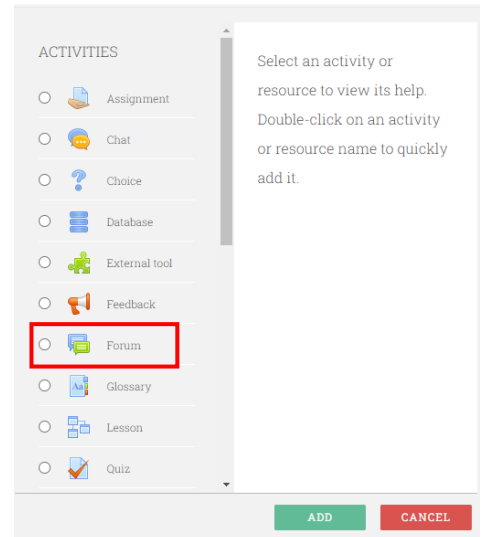 ACTIVITIES
Assignment
Chat
Choice
Database
External tool
Feedback
Forum
Glossary
Lesson
Quiz
Select an activity or
resource to view its help.
Double-click on an activity
or resource name to quickly
add it.
ADD
CANCEL